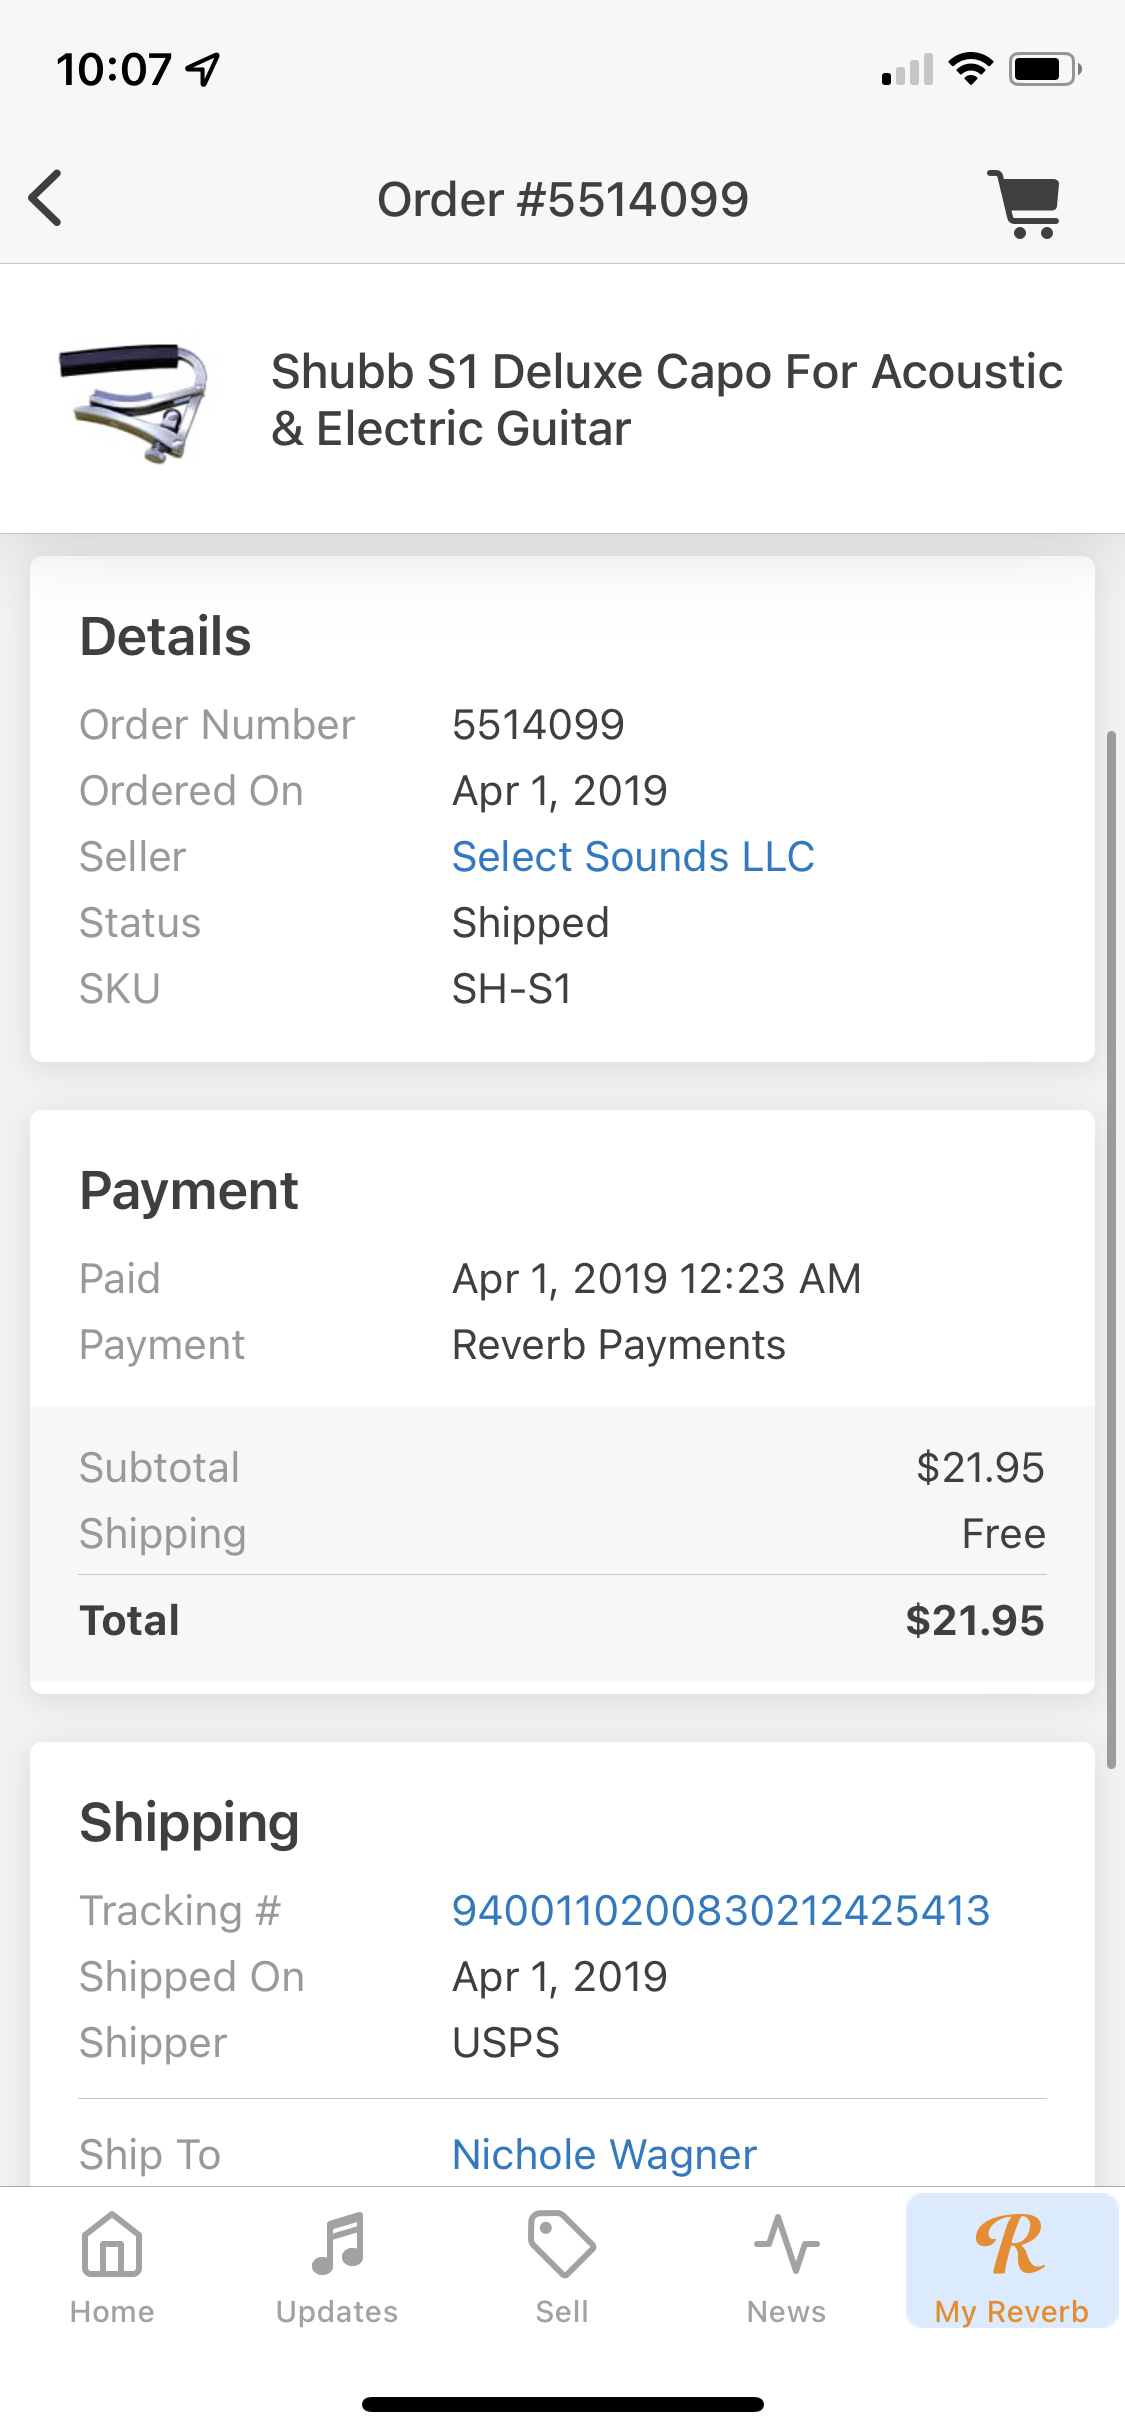 10:07
Order #5514099
Shubb S1 Deluxe Capo For Acoustic
& Electric Guitar
Details
Order Number 5514099
Ordered On Apr 1, 2019
Seller Select Sounds LLC
Status Shipped
SKU SH-S1
Payment
Paid Apr 1, 2019 12:23 AM
Payment Reverb Payments
Subtotal $21.95
Shipping Free
Total $21.95
Shipping
Tracking # 9400110200830212425413
Shipped On Apr 1, 2019
Shipper USPS
Ship To Nichole Wagner
Home Updates Sell News My Reverb